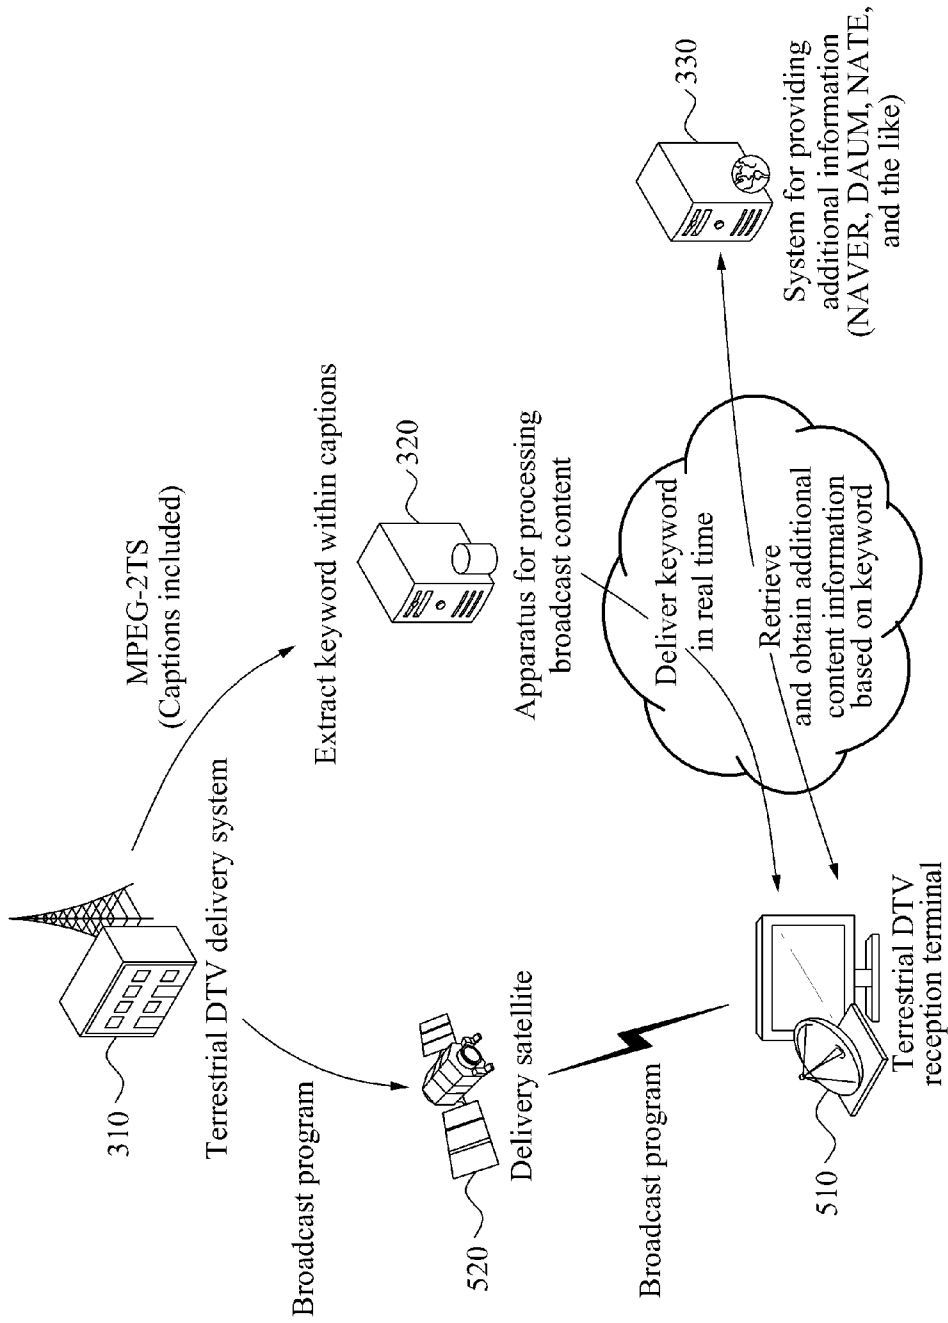 MPEG-2TS
(Captions included)
310
Terrestrial DTV delivery system
Extract keyword within captions
320
Apparatus for processing
broadcast content
330
System for providing
additional information
(NAVER, DAUM, NATE,
and the like)
Broadcast program
520
Delivery satellite
Deliver keyword
in real time
Retrieve
and obtain additional
content information
based on keyword
Broadcast program
510
Terrestrial DTV
reception terminal